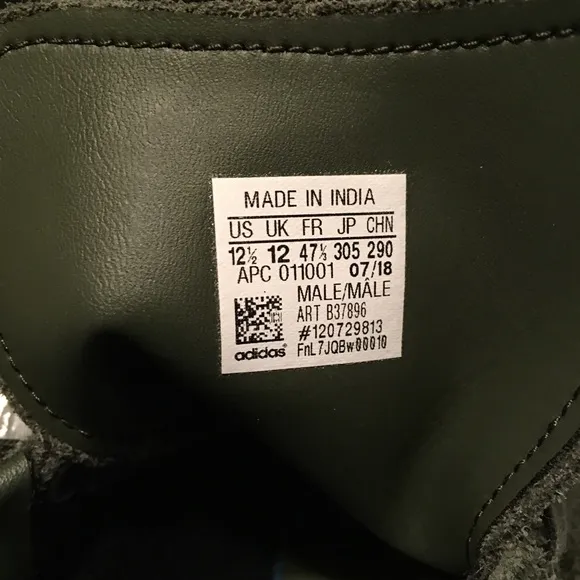 MADE IN INDIA
US UK FR JP CHN
12½ 12 47⅓ 305 290
APC 011001 07/18
MALE/MÂLE
ART B37896
#120729813
adidas FnL7JQBw00010